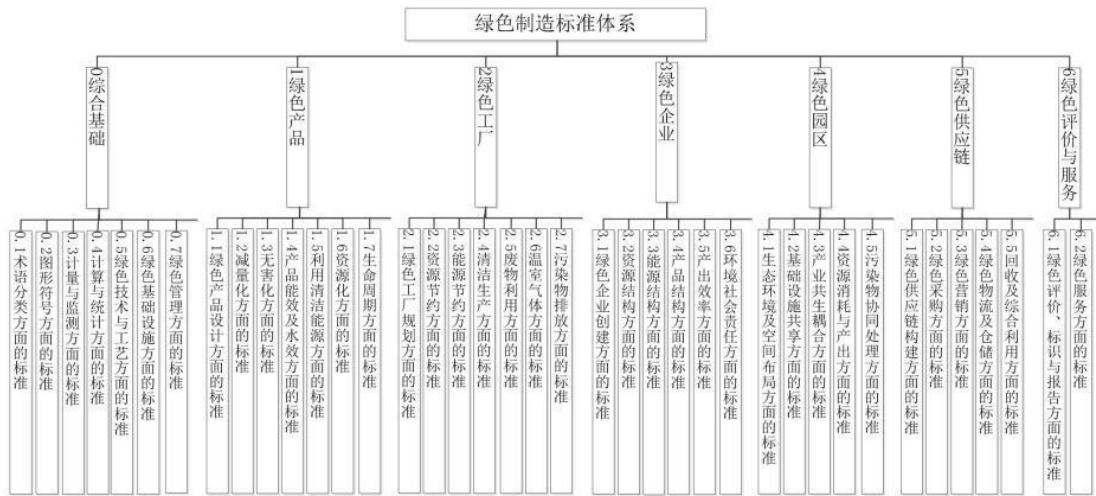 绿色制造标准体系
0综合基础
1绿色产品
2绿色工厂
3绿色企业
4绿色园区
5绿色供应链
6绿色评价与服务
0.1术语分类方面的标准
0.2图形符号方面的标准
0.3计量与监测方面的标准
0.4计算与统计方面的标准
0.5绿色技术与工艺方面的标准
0.6绿色基础设施方面的标准
0.7绿色管理方面的标准
1.1绿色产品设计方面的标准
1.2减量化方面的标准
1.3无害化方面的标准
1.4产品能效及水效方面的标准
1.5利用清洁能源方面的标准
1.6资源化方面的标准
1.7生命周期方面的标准
2.1绿色工厂规划方面的标准
2.2资源节约方面的标准
2.3能源节约方面的标准
2.4清洁生产方面的标准
2.5废物利用方面的标准
2.6温室气体方面的标准
2.7污染物排放方面的标准
3.1绿色企业创建方面的标准
3.2资源结构方面的标准
3.3能源结构方面的标准
3.4产品结构方面的标准
3.5产出效率方面的标准
3.6环境社会责任方面的标准
4.1生态环境及空间布局方面的标准
4.2基础设施共享方面的标准
4.3产业共生耦合方面的标准
4.4资源消耗与产出方面的标准
4.5污染物协同处理方面的标准
5.1绿色供应链构建方面的标准
5.2绿色采购方面的标准
5.3绿色营销方面的标准
5.4绿色物流及仓储方面的标准
5.5回收及综合利用方面的标准
6.1绿色评价、标识与报告方面的标准
6.2绿色服务方面的标准